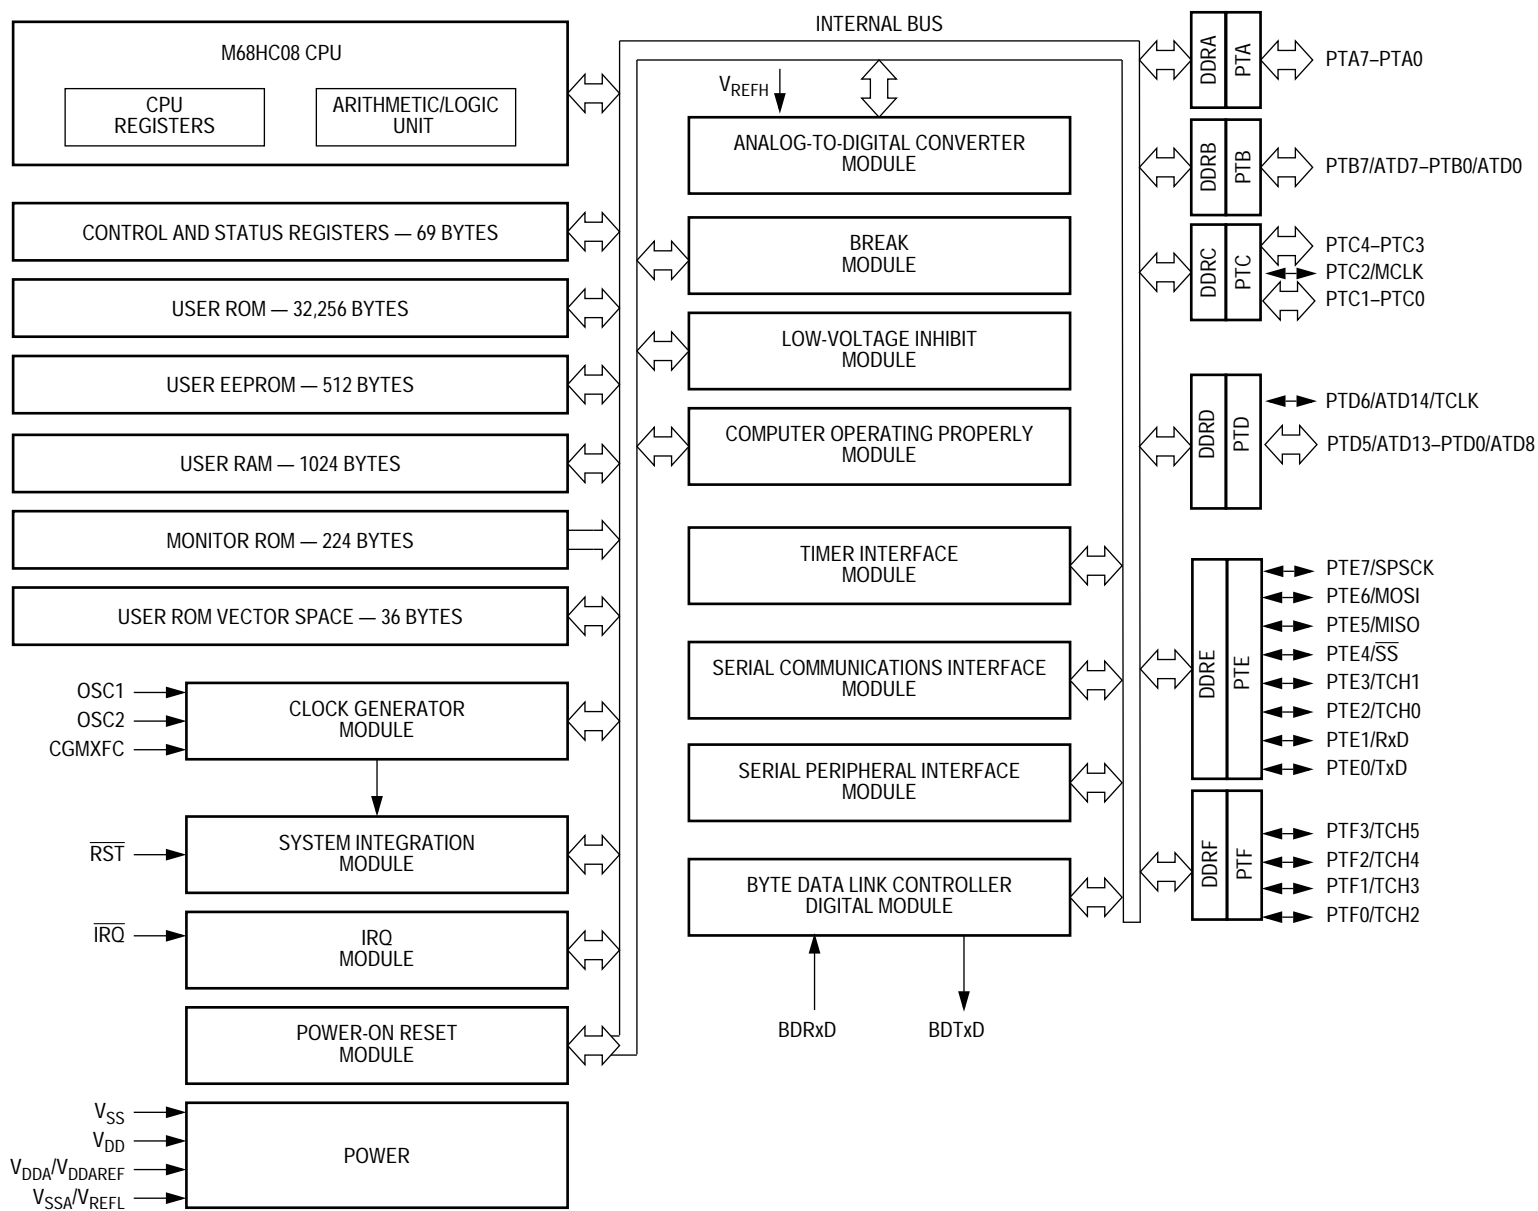 INTERNAL BUS
M68HC08 CPU
CPU
REGISTERS
ARITHMETIC/LOGIC
UNIT
CONTROL AND STATUS REGISTERS — 69 BYTES
USER ROM — 32,256 BYTES
USER EEPROM — 512 BYTES
USER RAM — 1024 BYTES
MONITOR ROM — 224 BYTES
USER ROM VECTOR SPACE — 36 BYTES
OSC1
OSC2
CGMXFC
CLOCK GENERATOR
MODULE
RST
SYSTEM INTEGRATION
MODULE
IRQ
IRQ
MODULE
POWER-ON RESET
MODULE
VSS
VDD
VDDA/VDDAREF
VSSA/VREFL
POWER
VREFH
ANALOG-TO-DIGITAL CONVERTER
MODULE
BREAK
MODULE
LOW-VOLTAGE INHIBIT
MODULE
COMPUTER OPERATING PROPERLY
MODULE
TIMER INTERFACE
MODULE
SERIAL COMMUNICATIONS INTERFACE
MODULE
SERIAL PERIPHERAL INTERFACE
MODULE
BYTE DATA LINK CONTROLLER
DIGITAL MODULE
BDRxD
BDTxD
DDRA
PTA
PTA7–PTA0
DDRB
PTB
PTB7/ATD7–PTB0/ATD0
DDRC
PTC
PTC4–PTC3
PTC2/MCLK
PTC1–PTC0
DDRD
PTD
PTD6/ATD14/TCLK
PTD5/ATD13–PTD0/ATD8
DDRE
PTE
PTE7/SPSCK
PTE6/MOSI
PTE5/MISO
PTE4/SS
PTE3/TCH1
PTE2/TCH0
PTE1/RxD
PTE0/TxD
DDRF
PTF
PTF3/TCH5
PTF2/TCH4
PTF1/TCH3
PTF0/TCH2